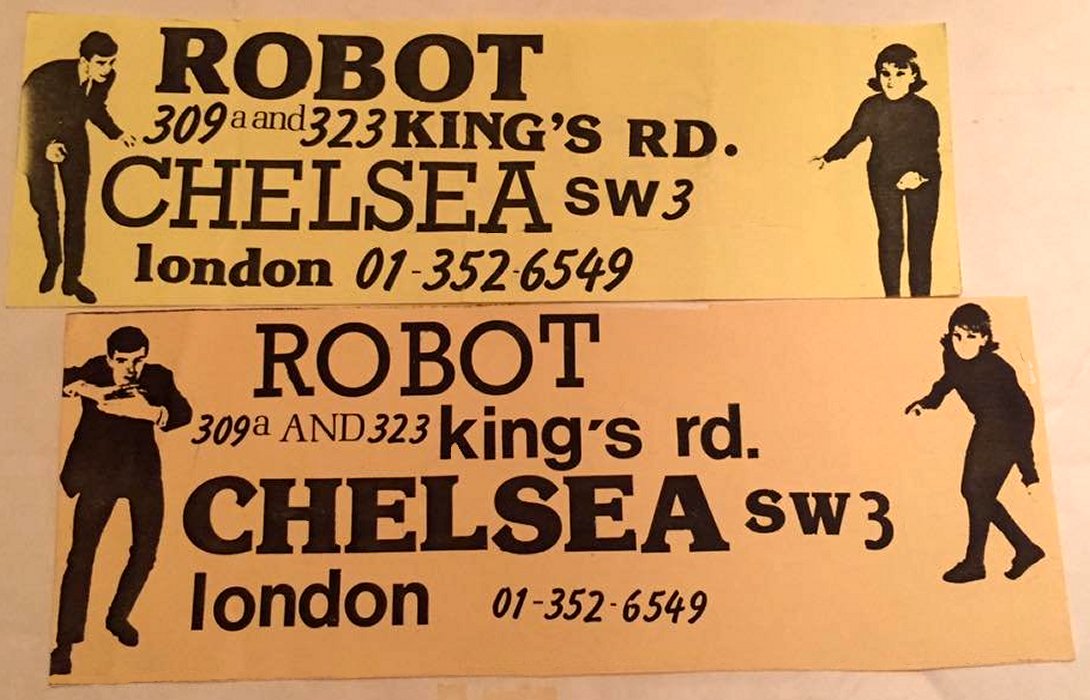 ROBOT
309a and 323 KING'S RD.
CHELSEA SW3
london 01-352-6549
ROBOT
309a AND 323 king's rd.
CHELSEA SW3
london 01-352-6549